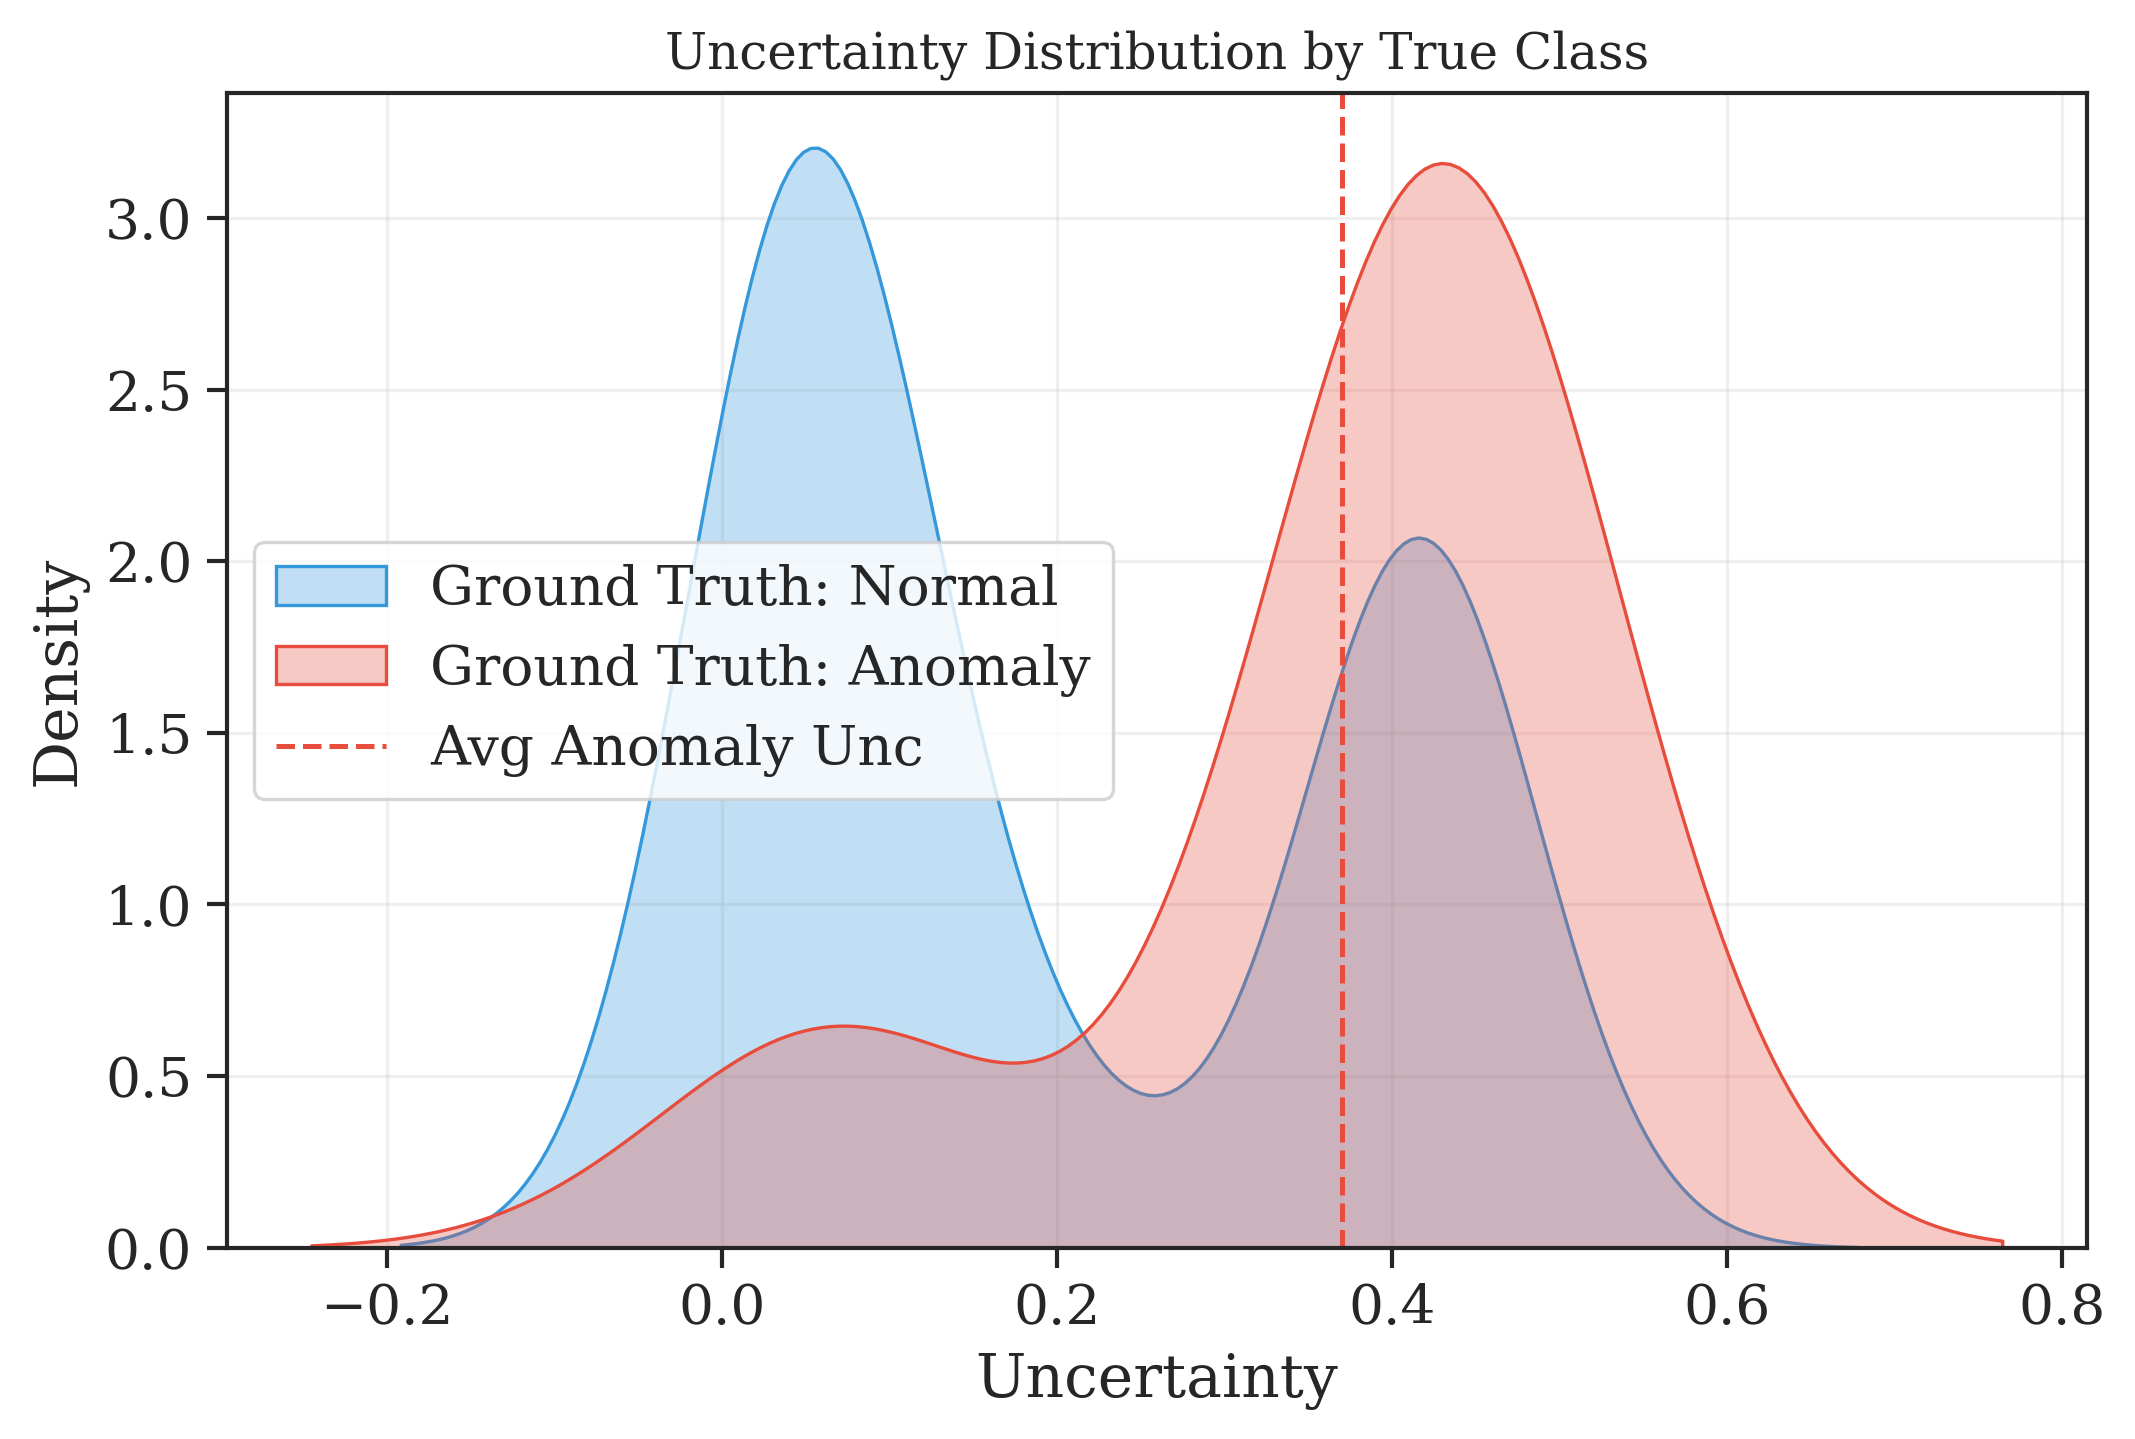 Uncertainty Distribution by True Class
Density
3.0
2.5
2.0
1.5
1.0
0.5
0.0
Ground Truth: Normal
Ground Truth: Anomaly
Avg Anomaly Unc
−0.2 0.0 0.2 0.4 0.6 0.8
Uncertainty